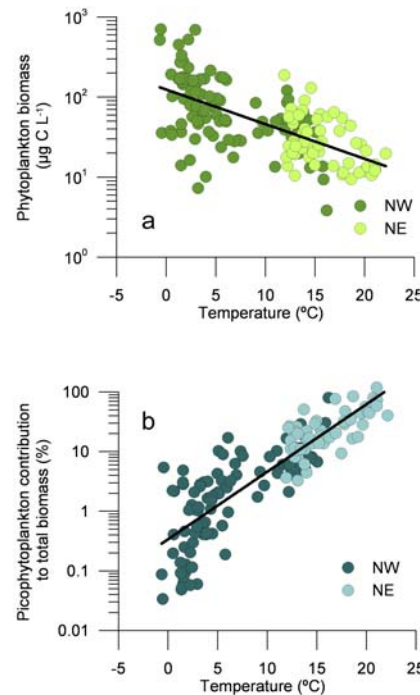 Phytoplankton biomass
(µg C L⁻¹)
10³
10²
10¹
10⁰
a
NW
NE
-5 0 5 10 15 20 25
Temperature (ºC)
Picophytoplankton contribution
to total biomass (%)
100
10
1
0.1
0.01
b
NW
NE
-5 0 5 10 15 20 25
Temperature (ºC)